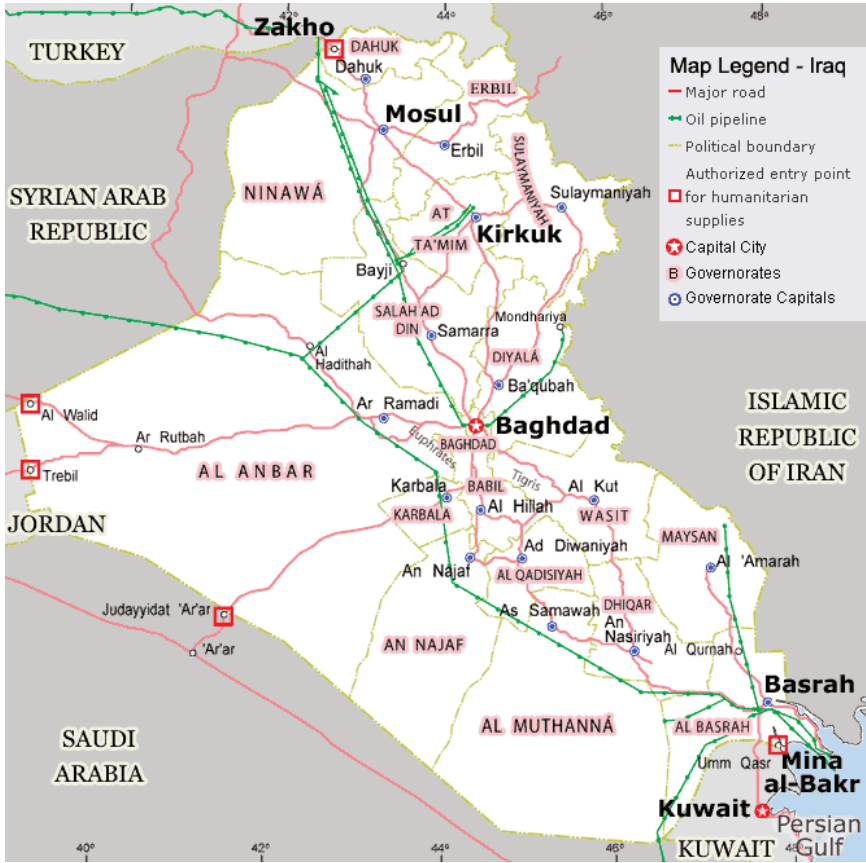 42°
44°
46°
48°
Zakho
TURKEY
DAHUK
Dahuk
Map Legend - Iraq
Major road
Oil pipeline
Political boundary
Authorized entry point
for humanitarian
supplies
Capital City
B Governorates
Governorate Capitals
ERBIL
Mosul
Erbil
SULAYMANIYAH
SYRIAN ARAB
REPUBLIC
NINAWÁ
Sulaymaniyah
AT
TA'MIM
Kirkuk
Bayji
SALAH AD
DIN
Samarra
Mondhariya
DIYALÁ
Al
Hadithah
Ba'qubah
Al Walid
Ar Ramadi
Baghdad
ISLAMIC
REPUBLIC
OF IRAN
Ar Rutbah
Euphrates
BAGHDAD
Trebil
AL ANBAR
Tigris
Karbala
BABIL
Al Kut
KARBALA
Al Hillah
WASIT
JORDAN
MAYSAN
Ad Diwaniyah
An Najaf
AL QADISIYAH
Al 'Amarah
Judayyidat 'Ar'ar
As Samawah
DHIQAR
An
Nasiriyah
'Ar'ar
AN NAJAF
Al Qurnah
Basrah
SAUDI
ARABIA
AL MUTHANNÁ
AL BASRAH
Umm Qasr
Mina
al-Bakr
Kuwait
Persian
Gulf
KUWAIT
40°
42°
44°
46°
48°